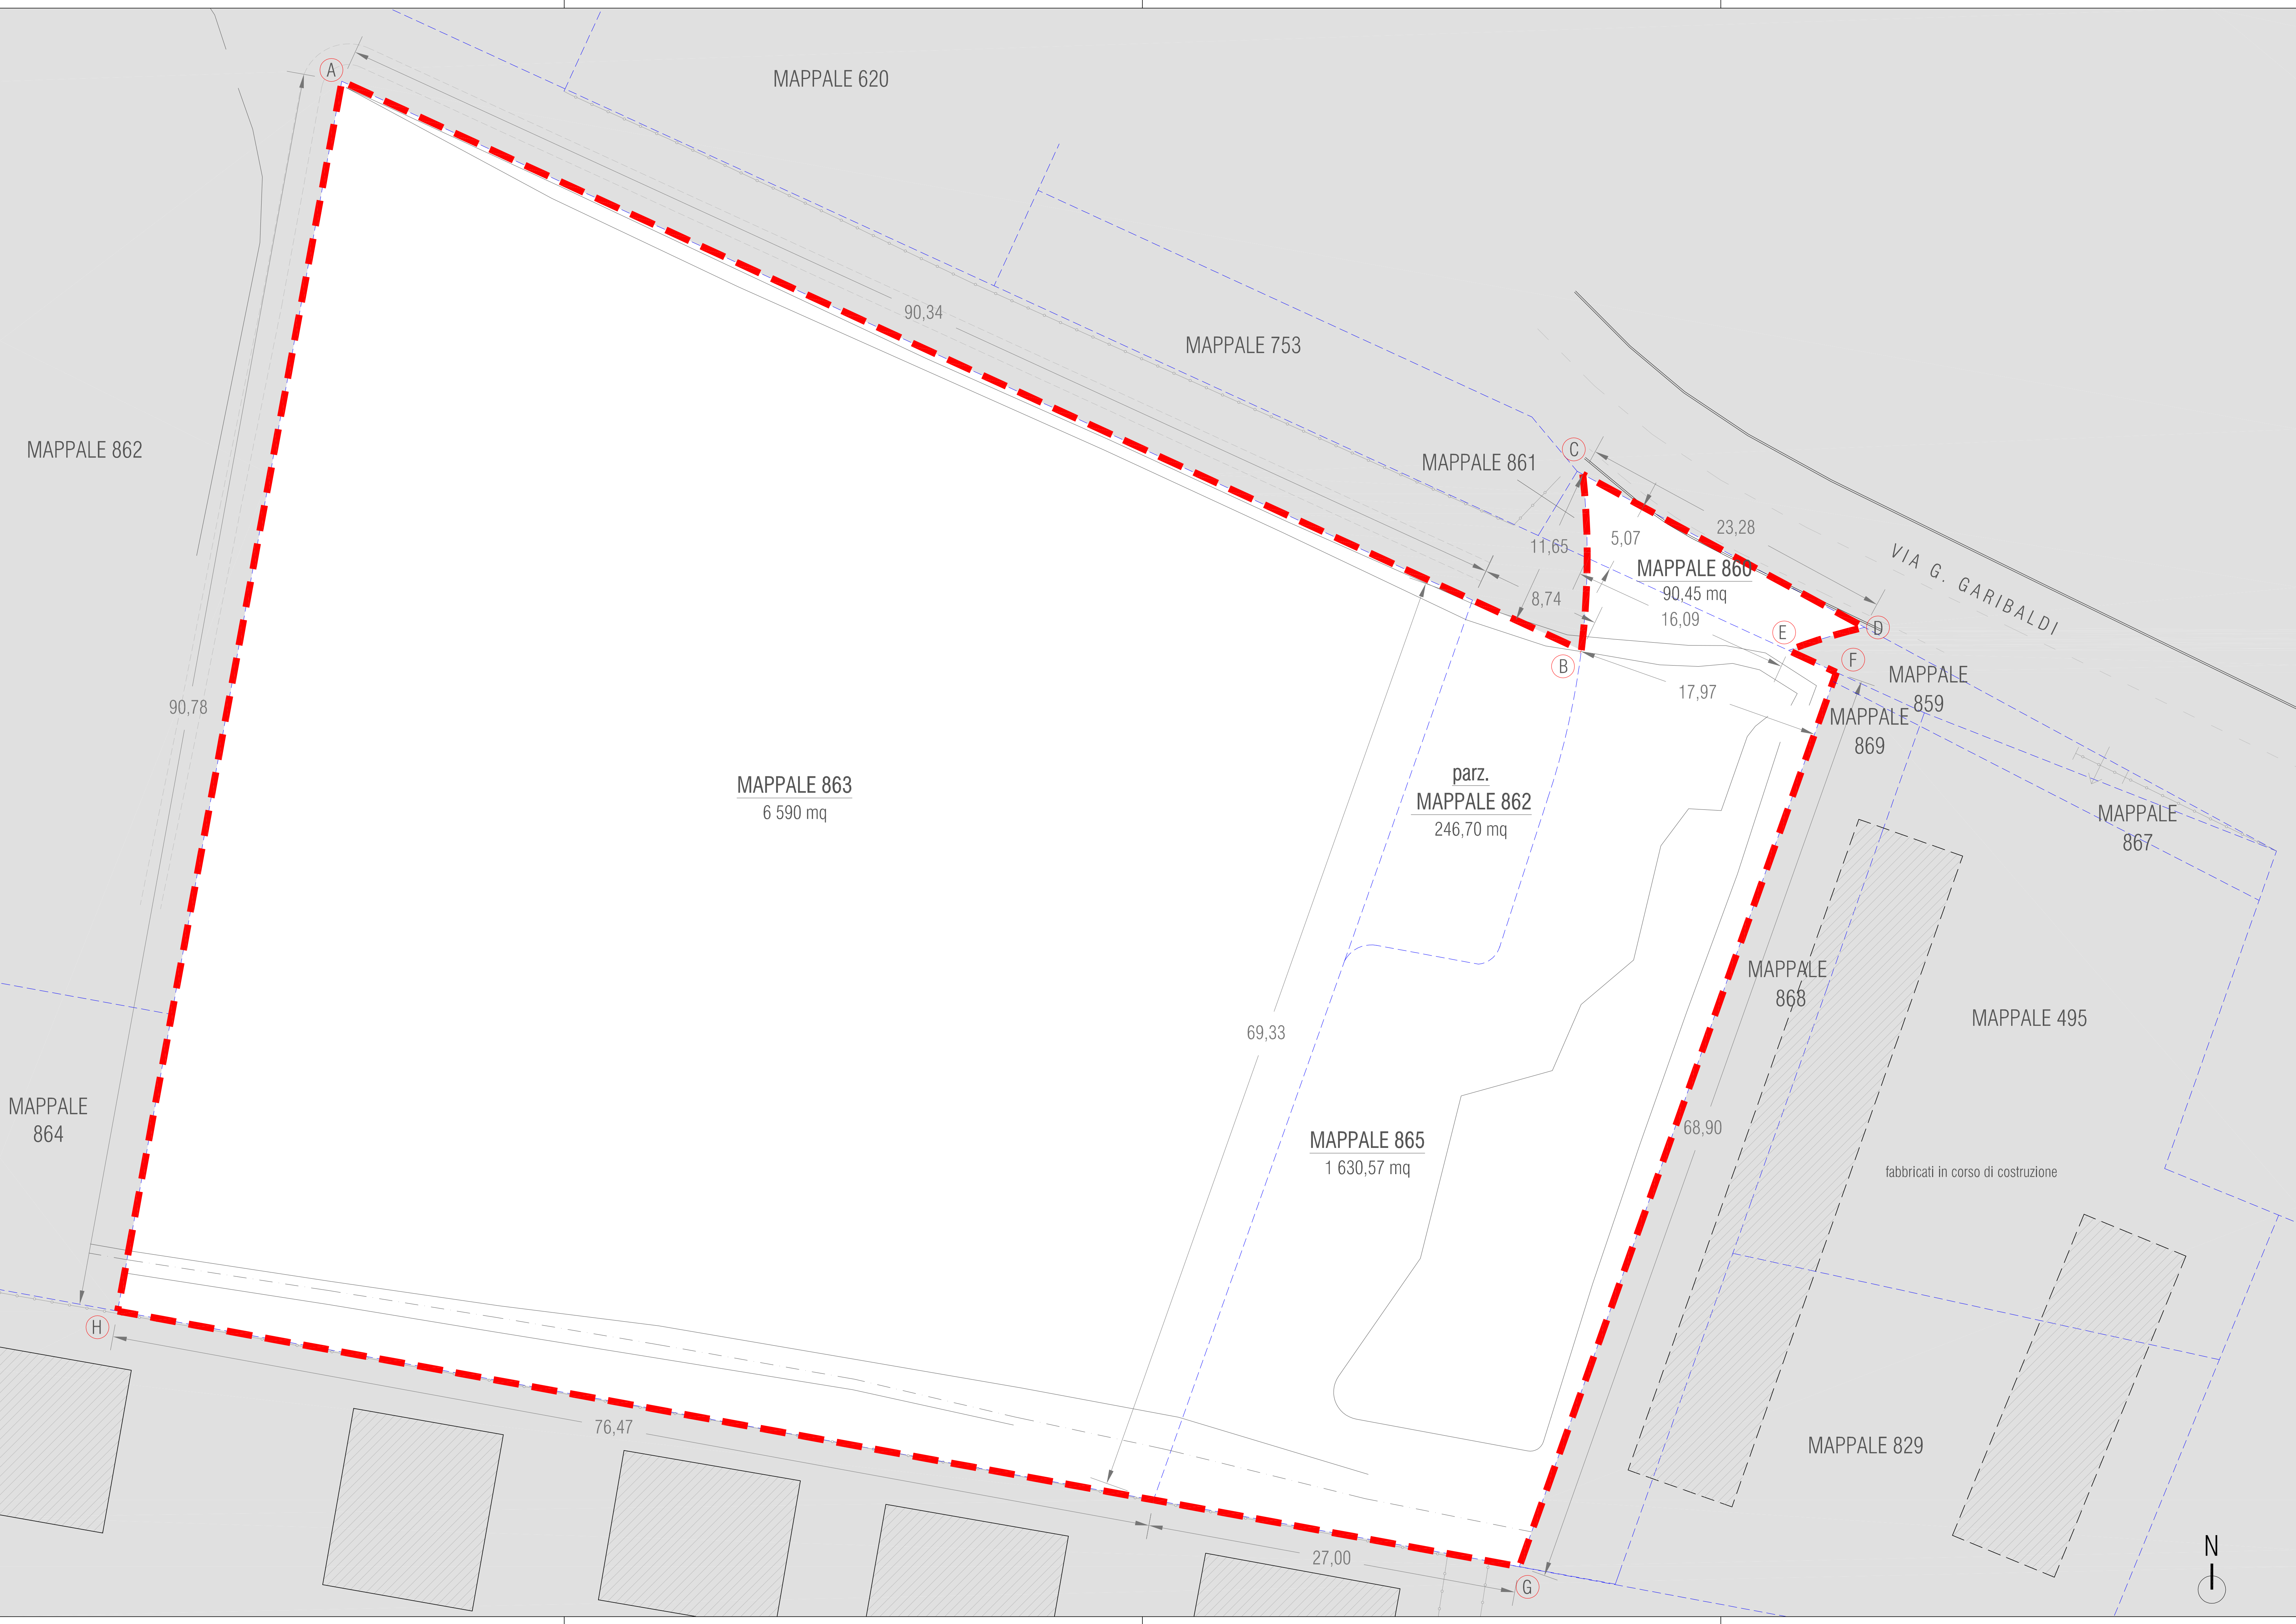 A
MAPPALE 620
90,34
MAPPALE 753
MAPPALE 862
C
MAPPALE 861
23,28
5,07
11,65
VIA G. GARIBALDI
MAPPALE 860
90,45 mq
8,74
16,09
D
E
F
B
MAPPALE
859
17,97
90,78
MAPPALE
869
MAPPALE 863
6 590 mq
parz.
MAPPALE 862
246,70 mq
MAPPALE
867
MAPPALE
868
MAPPALE 495
69,33
MAPPALE
864
68,90
MAPPALE 865
1 630,57 mq
fabbricati in corso di costruzione
H
76,47
MAPPALE 829
27,00
G
N